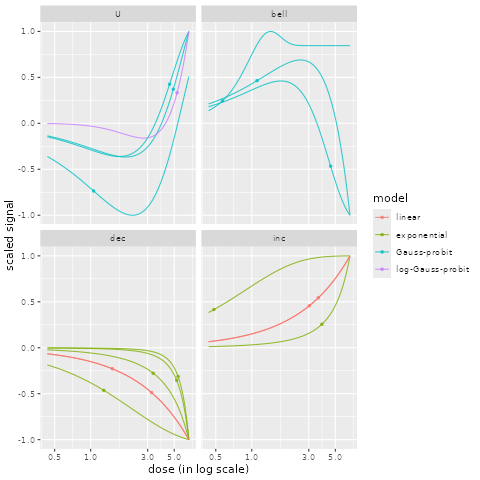 U
bell
1.0
0.5
0.0
-0.5
-1.0
scaled signal
dec
inc
1.0
0.5
0.0
-0.5
-1.0
0.5 1.0 3.0 5.0
0.5 1.0 3.0 5.0
dose (in log scale)
model
linear
exponential
Gauss-probit
log-Gauss-probit